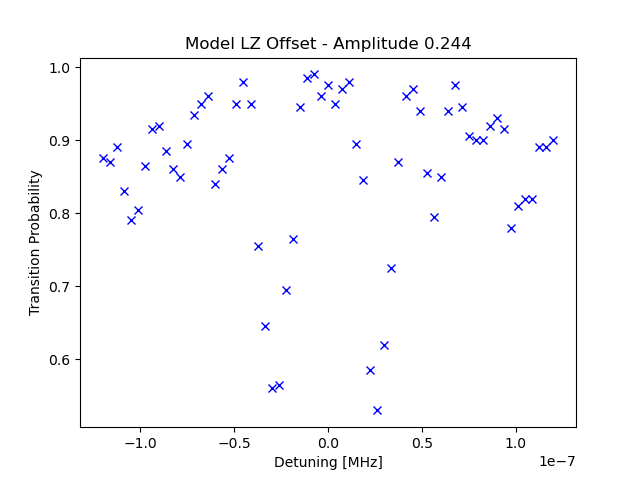 Model LZ Offset - Amplitude 0.244
1.0
0.9
0.8
0.7
0.6
Transition Probability
−1.0 −0.5 0.0 0.5 1.0
1e−7
Detuning [MHz]